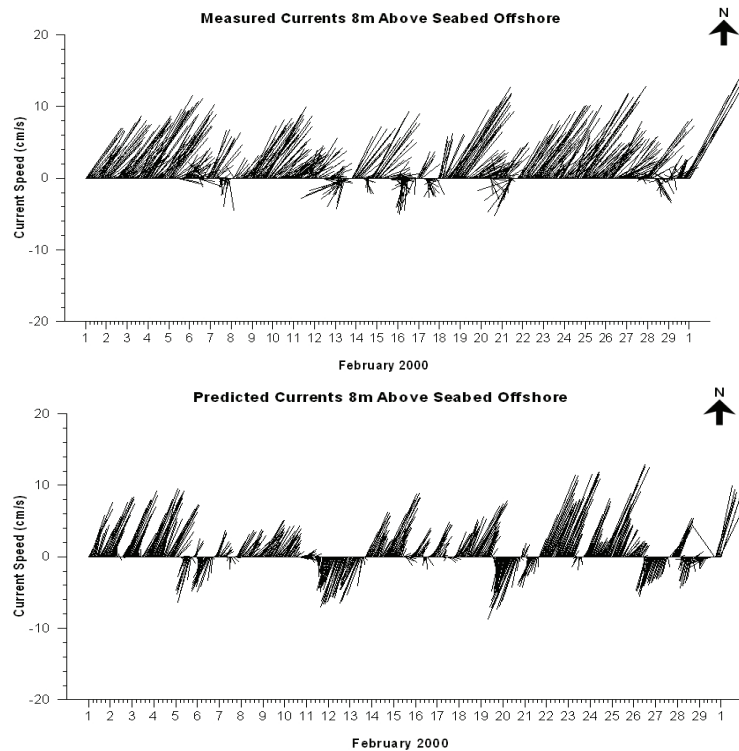 Measured Currents 8m Above Seabed Offshore
N
20
10
0
-10
-20
Current Speed (cm/s)
1 2 3 4 5 6 7 8 9 10 11 12 13 14 15 16 17 18 19 20 21 22 23 24 25 26 27 28 29 1
February 2000
Predicted Currents 8m Above Seabed Offshore
N
20
10
0
-10
-20
Current Speed (cm/s)
1 2 3 4 5 6 7 8 9 10 11 12 13 14 15 16 17 18 19 20 21 22 23 24 25 26 27 28 29 1
February 2000